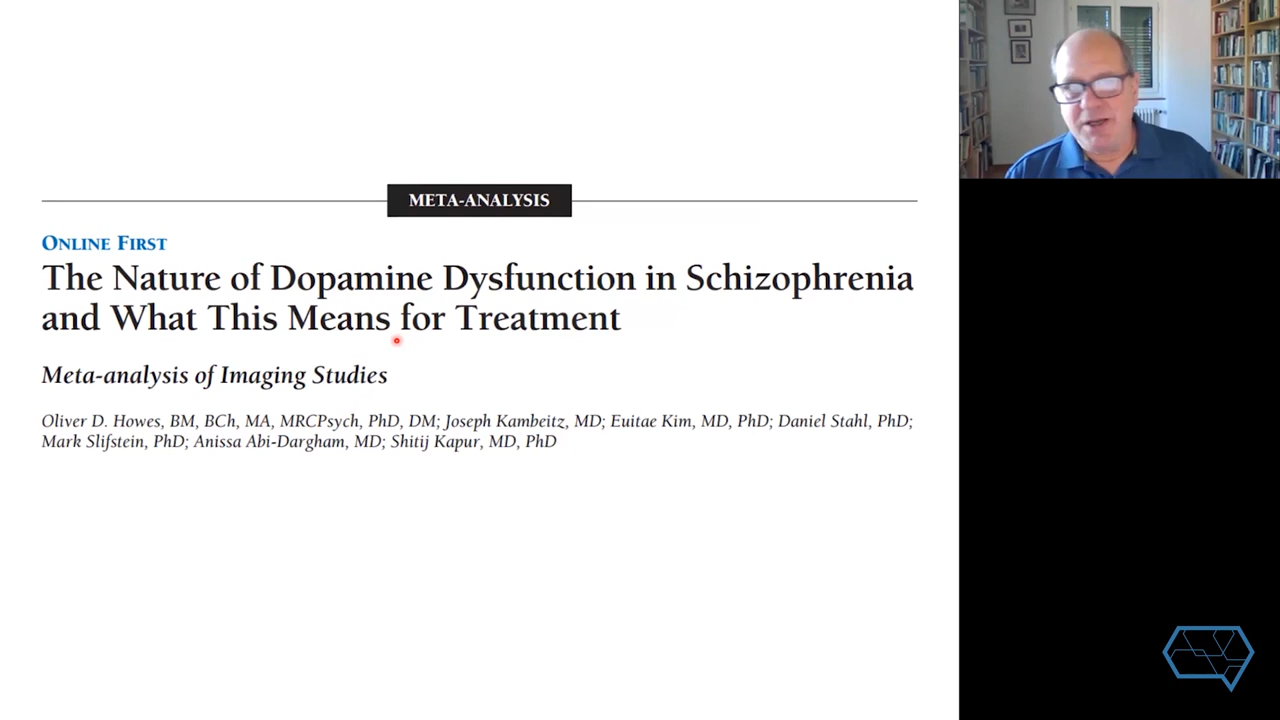 META-ANALYSIS
ONLINE FIRST
The Nature of Dopamine Dysfunction in Schizophrenia
and What This Means for Treatment
Meta-analysis of Imaging Studies
Oliver D. Howes, BM, BCh, MA, MRCPsych, PhD, DM; Joseph Kambeitz, MD; Euitae Kim, MD, PhD; Daniel Stahl, PhD;
Mark Slifstein, PhD; Anissa Abi-Dargham, MD; Shitij Kapur, MD, PhD